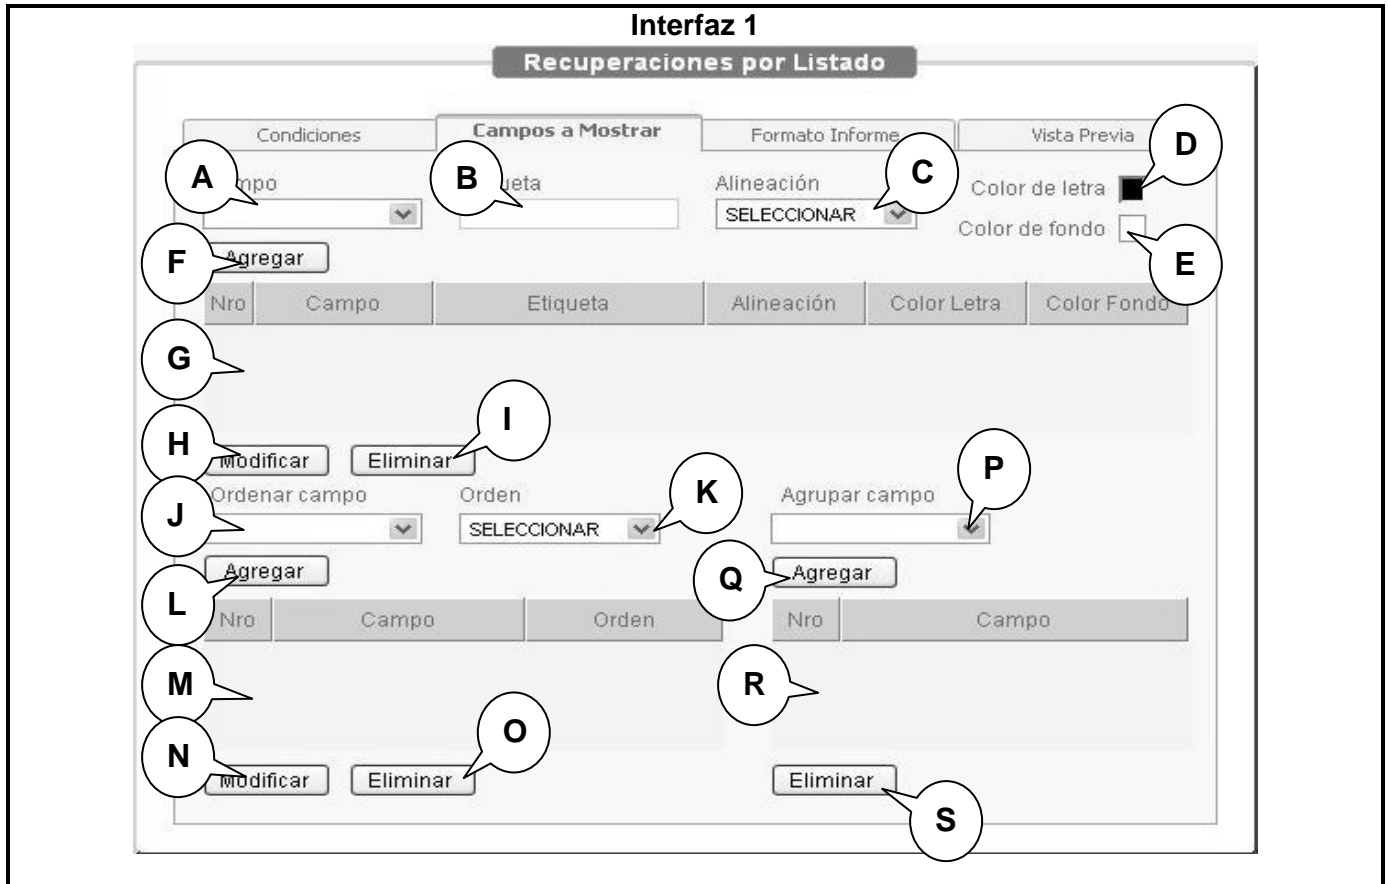 Interfaz 1
Recuperaciones por Listado
Condiciones Campos a Mostrar Formato Informe Vista Previa
D
A B C
mpo ueta Alineación Color de letra
SELECCIONAR
Color de fondo
F Agregar E
Nro Campo Etiqueta Alineación Color Letra Color Fondo
G
I
H Modificar Eliminar P
Ordenar campo Orden K Agrupar campo
J SELECCIONAR
Agregar Q Agregar
L Nro Campo Orden Nro Campo
M R
O
N Modificar Eliminar Eliminar
S